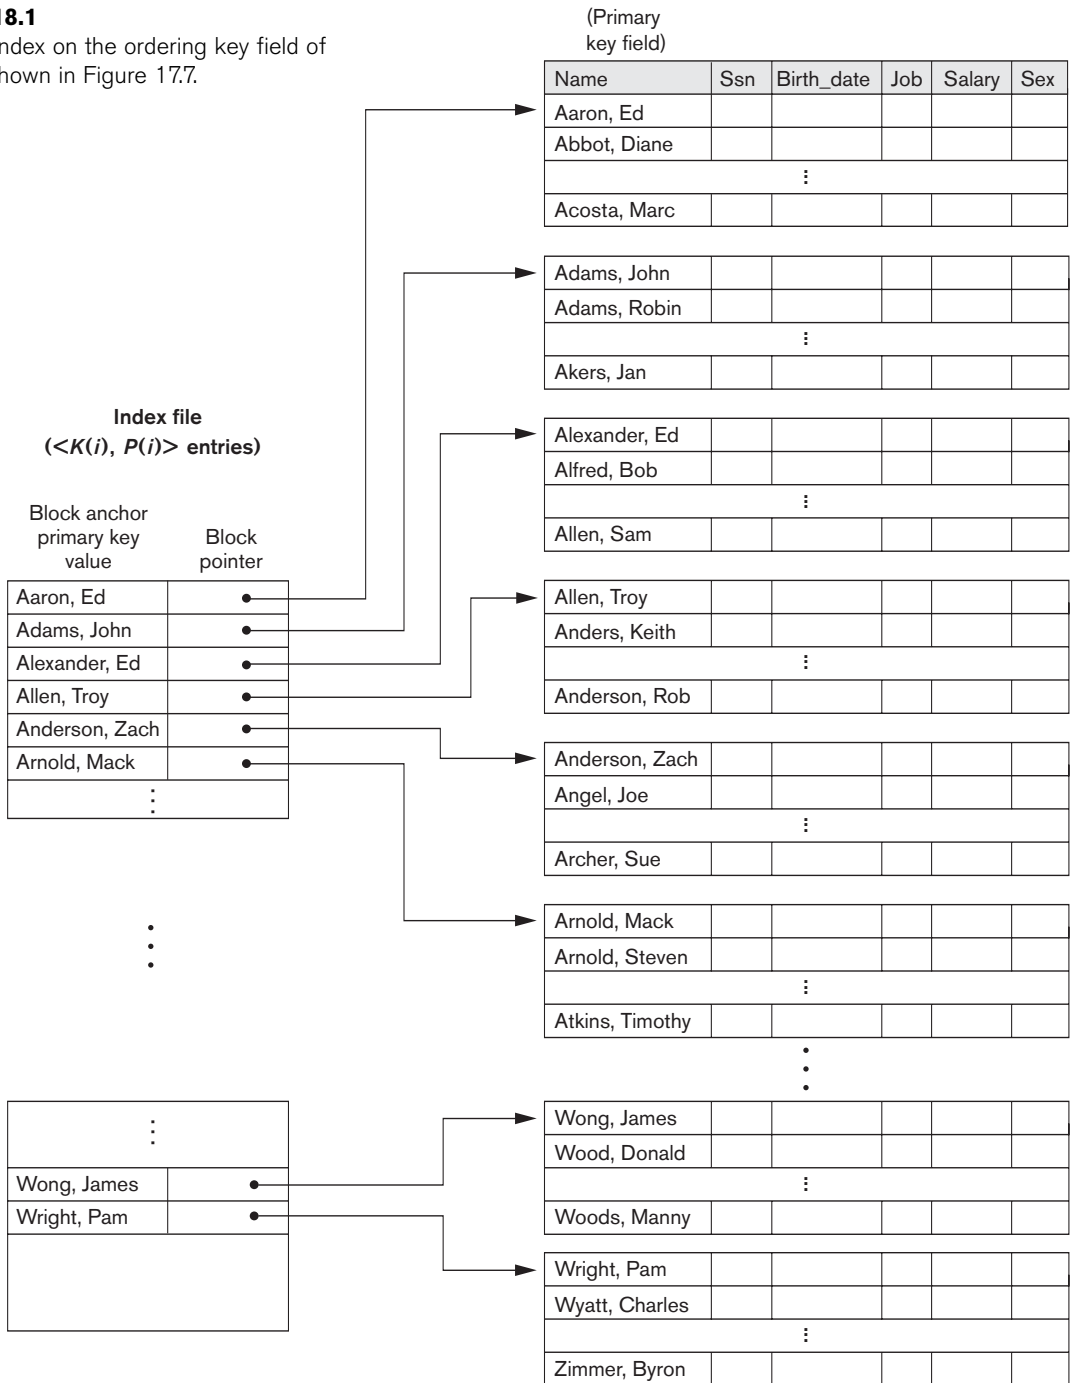 18.1
ndex on the ordering key field of
hown in Figure 17.7.
(Primary
key field)
Name Ssn Birth_date Job Salary Sex
Aaron, Ed
Abbot, Diane
Acosta, Marc
Adams, John
Adams, Robin
Akers, Jan
Alexander, Ed
Alfred, Bob
Allen, Sam
Allen, Troy
Anders, Keith
Anderson, Rob
Anderson, Zach
Angel, Joe
Archer, Sue
Arnold, Mack
Arnold, Steven
Atkins, Timothy
Wong, James
Wood, Donald
Woods, Manny
Wright, Pam
Wyatt, Charles
Zimmer, Byron
Index file
(<K(i), P(i)> entries)
Block anchor
primary key
value
Block
pointer
Aaron, Ed
Adams, John
Alexander, Ed
Allen, Troy
Anderson, Zach
Arnold, Mack
Wong, James
Wright, Pam